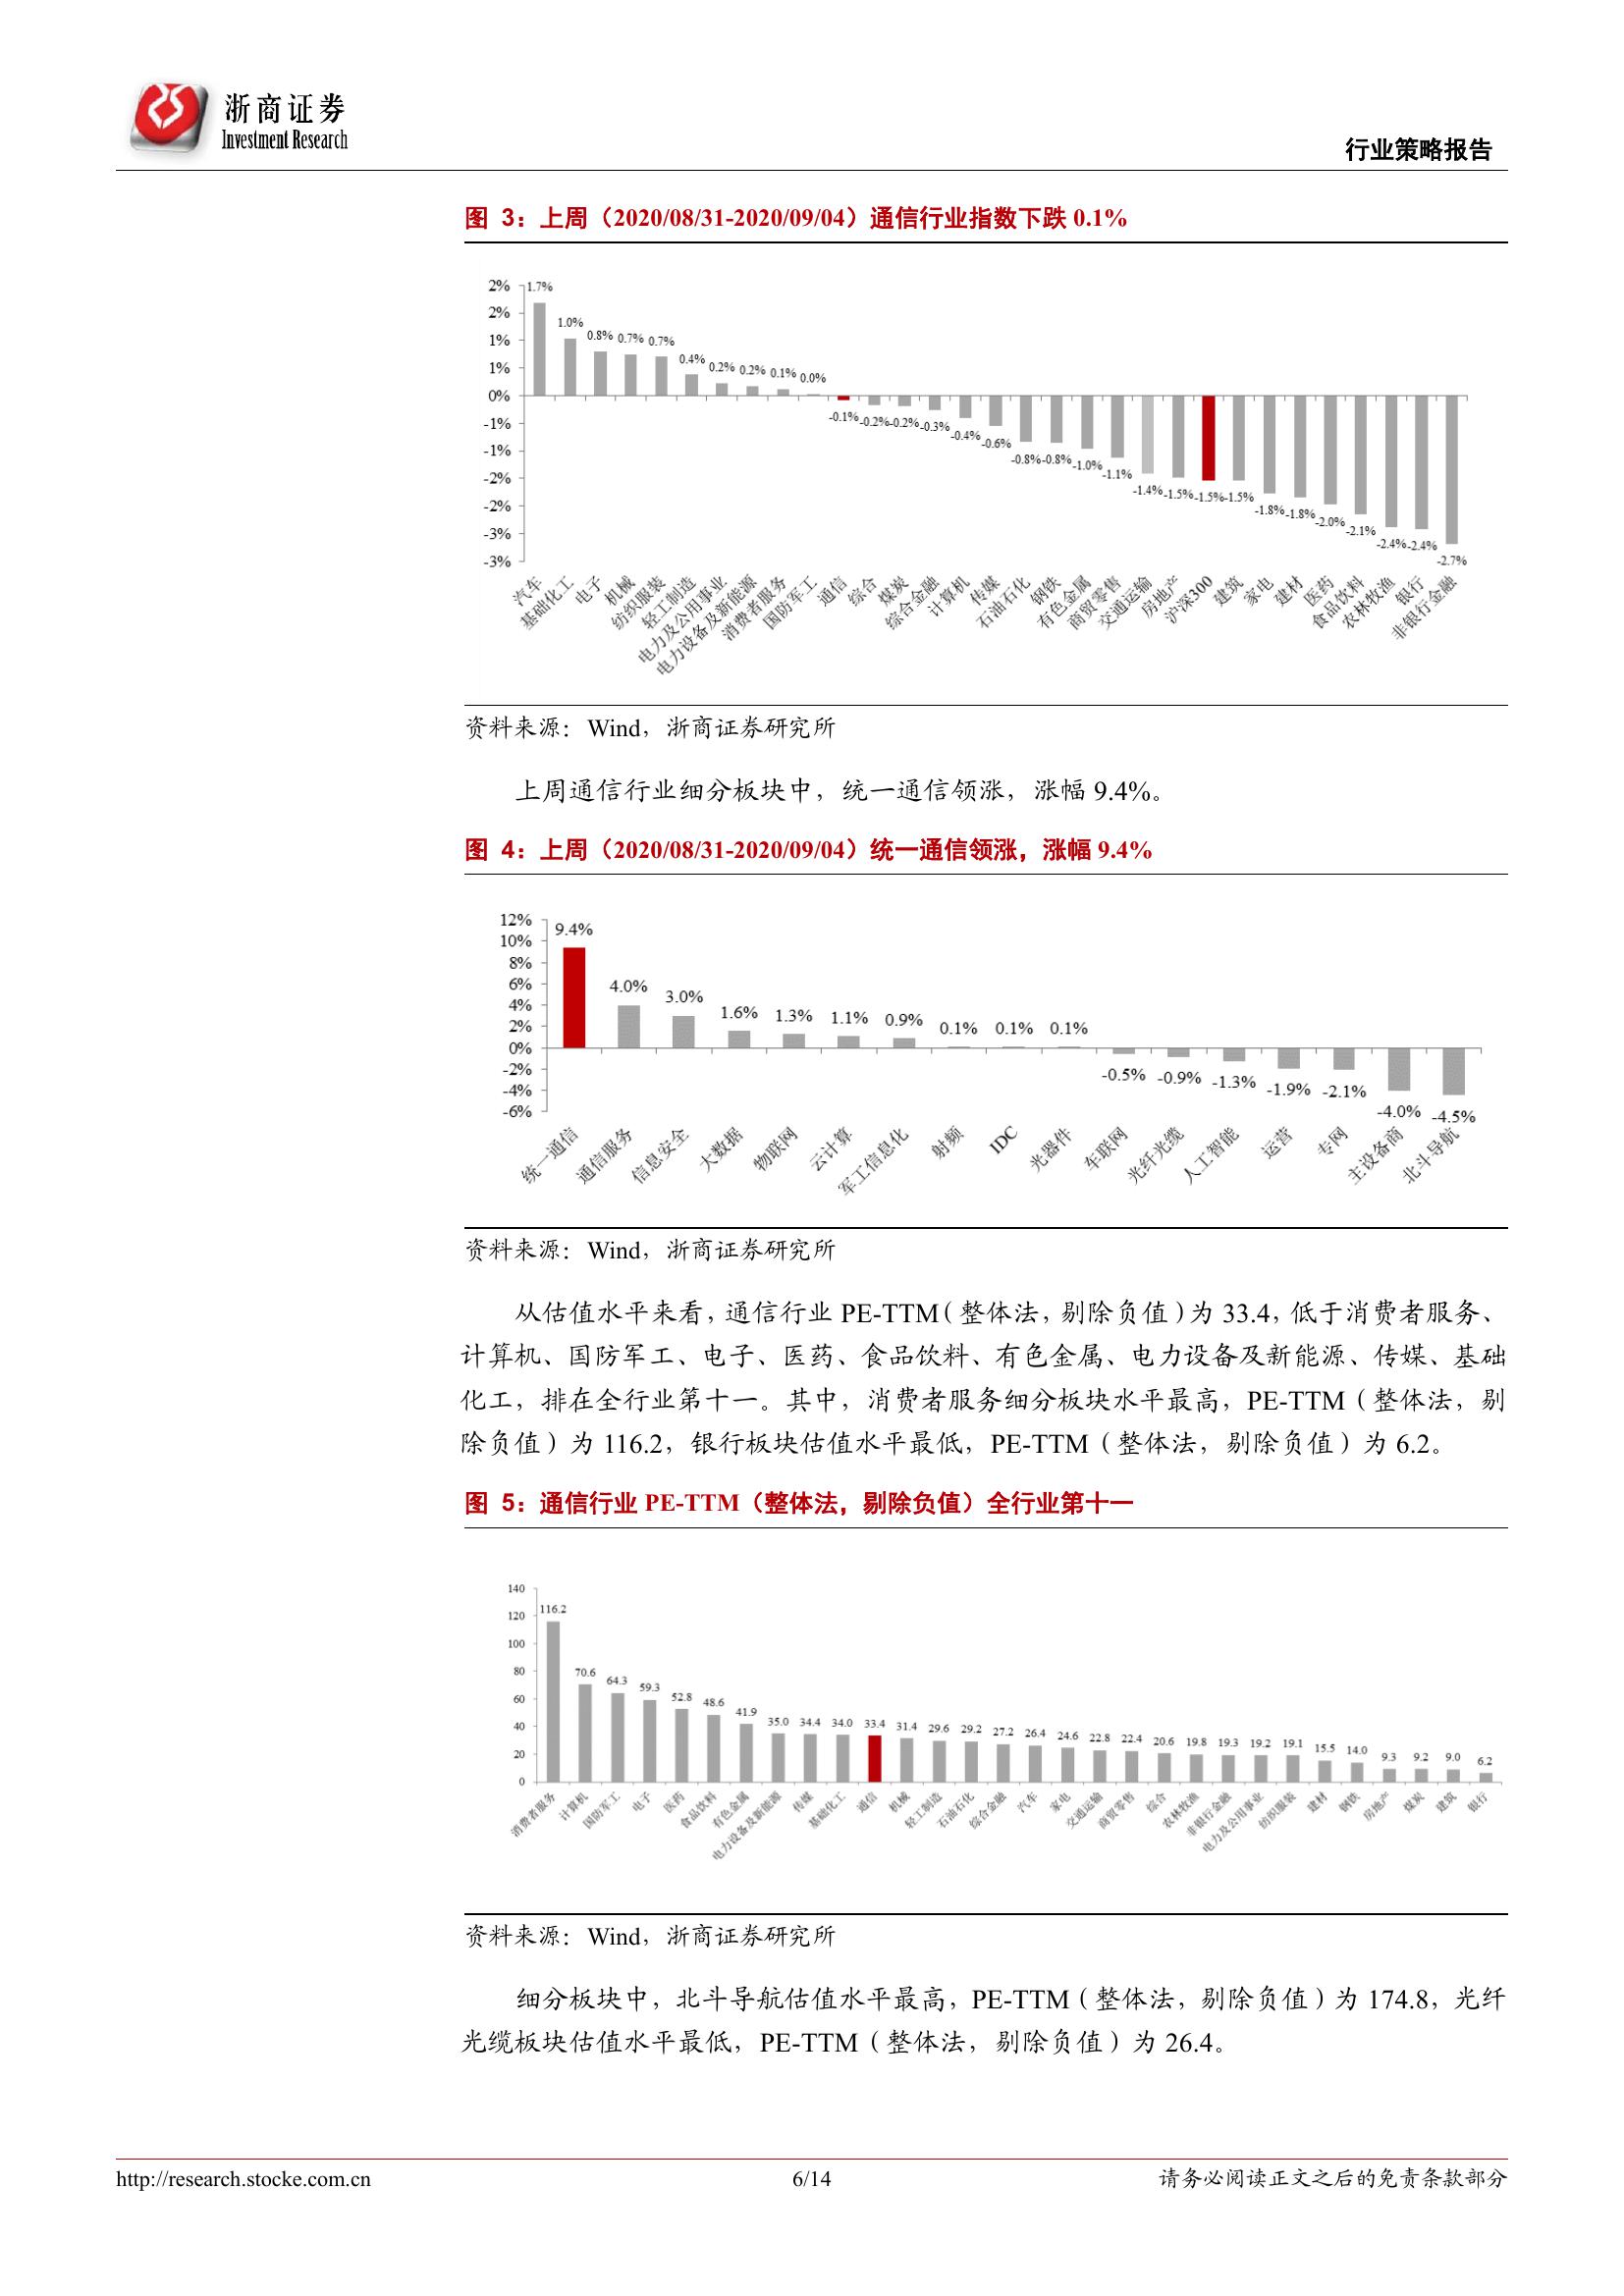 浙商证券
Investment Research
行业策略报告
图 3：上周（2020/08/31-2020/09/04）通信行业指数下跌 0.1%
2%
2%
1%
1%
0%
-1%
-1%
-2%
-2%
-3%
-3%
1.7%
1.0%
0.8%
0.7%
0.7%
0.4%
0.2%
0.2%
0.1%
0.0%
-0.1%
-0.2%
-0.2%
-0.3%
-0.4%
-0.6%
-0.8%
-0.8%
-1.0%
-1.1%
-1.4%
-1.5%
-1.5%
-1.5%
-1.8%
-1.8%
-2.0%
-2.1%
-2.4%
-2.4%
-2.7%
汽车
基础化工
电子
机械
纺织服装
轻工制造
电力及公用事业
电力设备及新能源
消费者服务
国防军工
通信
综合
煤炭
综合金融
计算机
传媒
石油石化
钢铁
有色金属
商贸零售
交通运输
房地产
沪深300
建筑
家电
建材
医药
食品饮料
农林牧渔
银行
非银行金融
资料来源：Wind，浙商证券研究所
上周通信行业细分板块中，统一通信领涨，涨幅 9.4%。
图 4：上周（2020/08/31-2020/09/04）统一通信领涨，涨幅 9.4%
12%
10%
8%
6%
4%
2%
0%
-2%
-4%
-6%
9.4%
4.0%
3.0%
1.6%
1.3%
1.1%
0.9%
0.1%
0.1%
0.1%
-0.5%
-0.9%
-1.3%
-1.9%
-2.1%
-4.0%
-4.5%
统一通信
通信服务
信息安全
大数据
物联网
云计算
军工信息化
射频
IDC
光器件
车联网
光纤光缆
人工智能
运营
专网
主设备商
北斗导航
资料来源：Wind，浙商证券研究所
从估值水平来看，通信行业 PE-TTM（整体法，剔除负值）为 33.4，低于消费者服务、
计算机、国防军工、电子、医药、食品饮料、有色金属、电力设备及新能源、传媒、基础
化工，排在全行业第十一。其中，消费者服务细分板块水平最高，PE-TTM（整体法，剔
除负值）为 116.2，银行板块估值水平最低，PE-TTM（整体法，剔除负值）为 6.2。
图 5：通信行业 PE-TTM（整体法，剔除负值）全行业第十一
140
120
100
80
60
40
20
0
116.2
70.6
64.3
59.3
52.8
48.6
41.9
35.0
34.4
34.0
33.4
31.4
29.6
29.2
27.2
26.4
24.6
22.8
22.4
20.6
19.8
19.3
19.2
19.1
15.5
14.0
9.3
9.2
9.0
6.2
消费者服务
计算机
国防军工
电子
医药
食品饮料
有色金属
电力设备及新能源
传媒
基础化工
通信
机械
轻工制造
石油石化
综合金融
汽车
家电
交通运输
商贸零售
综合
农林牧渔
非银行金融
电力及公用事业
纺织服装
建材
钢铁
房地产
煤炭
建筑
银行
资料来源：Wind，浙商证券研究所
细分板块中，北斗导航估值水平最高，PE-TTM（整体法，剔除负值）为 174.8，光纤
光缆板块估值水平最低，PE-TTM（整体法，剔除负值）为 26.4。
http://research.stocke.com.cn
6/14
请务必阅读正文之后的免责条款部分